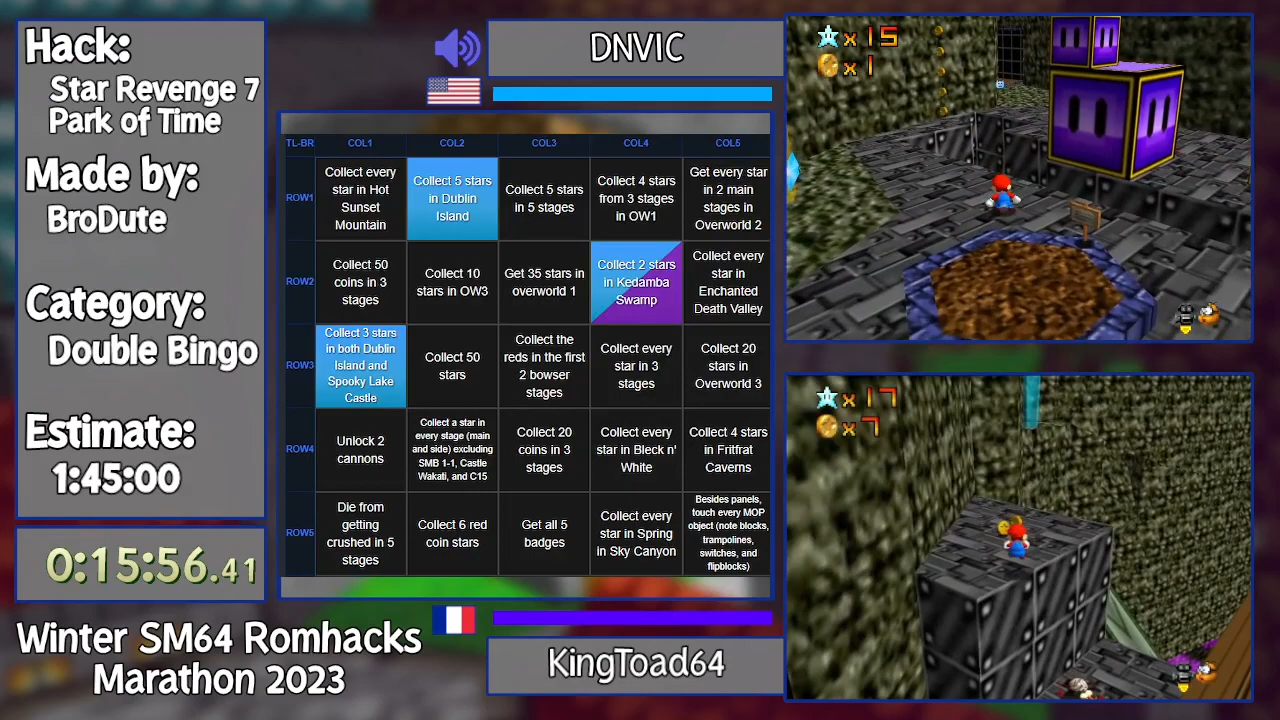 Hack:
Star Revenge 7
Park of Time
Made by:
BroDute
Category:
Double Bingo
Estimate:
1:45:00
0:15:56.41
Winter SM64 Romhacks
Marathon 2023
DNVIC
TL-BR COL1 COL2 COL3 COL4 COL5
ROW1
Collect every
star in Hot
Sunset
Mountain
Collect 5 stars
in Dublin
Island
Collect 5 stars
in 5 stages
Collect 4 stars
from 3 stages
in OW1
Get every star
in 2 main
stages in
Overworld 2
ROW2
Collect 50
coins in 3
stages
Collect 10
stars in OW3
Get 35 stars in
overworld 1
Collect 2 stars
in Kedamba
Swamp
Collect every
star in
Enchanted
Death Valley
ROW3
Collect 3 stars
in both Dublin
Island and
Spooky Lake
Castle
Collect 50
stars
Collect the
reds in the first
2 bowser
stages
Collect every
star in 3
stages
Collect 20
stars in
Overworld 3
ROW4
Unlock 2
cannons
Collect a star in
every stage (main
and side) excluding
SMB 1-1, Castle
Wakati, and C15
Collect 20
coins in 3
stages
Collect every
star in Bleck n'
White
Collect 4 stars
in Fritfrat
Caverns
ROW5
Die from
getting
crushed in 5
stages
Collect 6 red
coin stars
Get all 5
badges
Collect every
star in Spring
in Sky Canyon
Besides panels,
touch every MOP
object (note blocks,
trampolines,
switches, and
flipblocks)
KingToad64
x 15
x 1
x 17
x 7